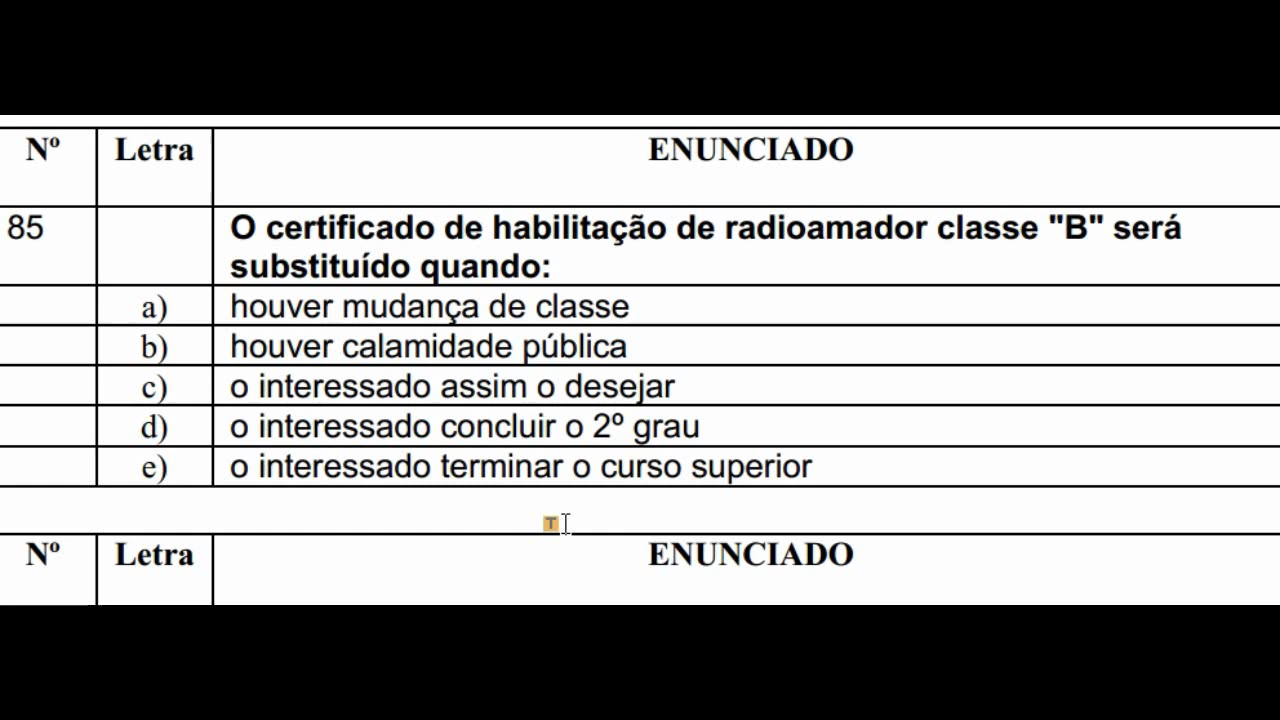 Nº Letra ENUNCIADO
85 O certificado de habilitação de radioamador classe "B" será
substituído quando:
a) houver mudança de classe
b) houver calamidade pública
c) o interessado assim o desejar
d) o interessado concluir o 2º grau
e) o interessado terminar o curso superior
T
Nº Letra ENUNCIADO